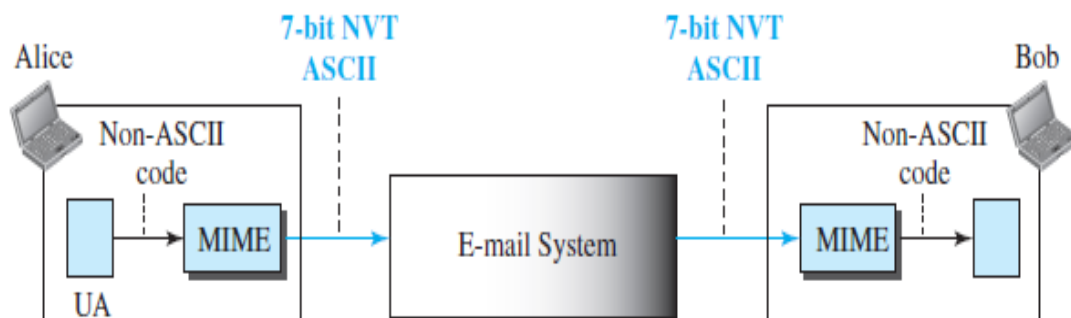 7-bit NVT
ASCII
7-bit NVT
ASCII
Alice
Bob
Non-ASCII
code
Non-ASCII
code
MIME
E-mail System
MIME
UA